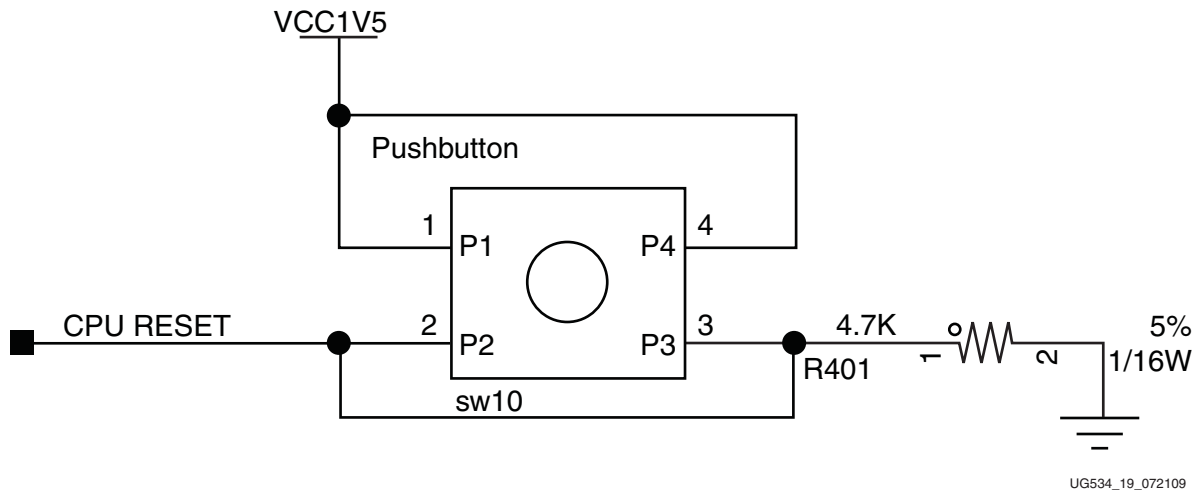 VCC1V5
Pushbutton
1
P1
P4
4
CPU RESET
2
P2
P3
3
4.7K
R401
1
2
5%
1/16W
sw10
UG534_19_072109